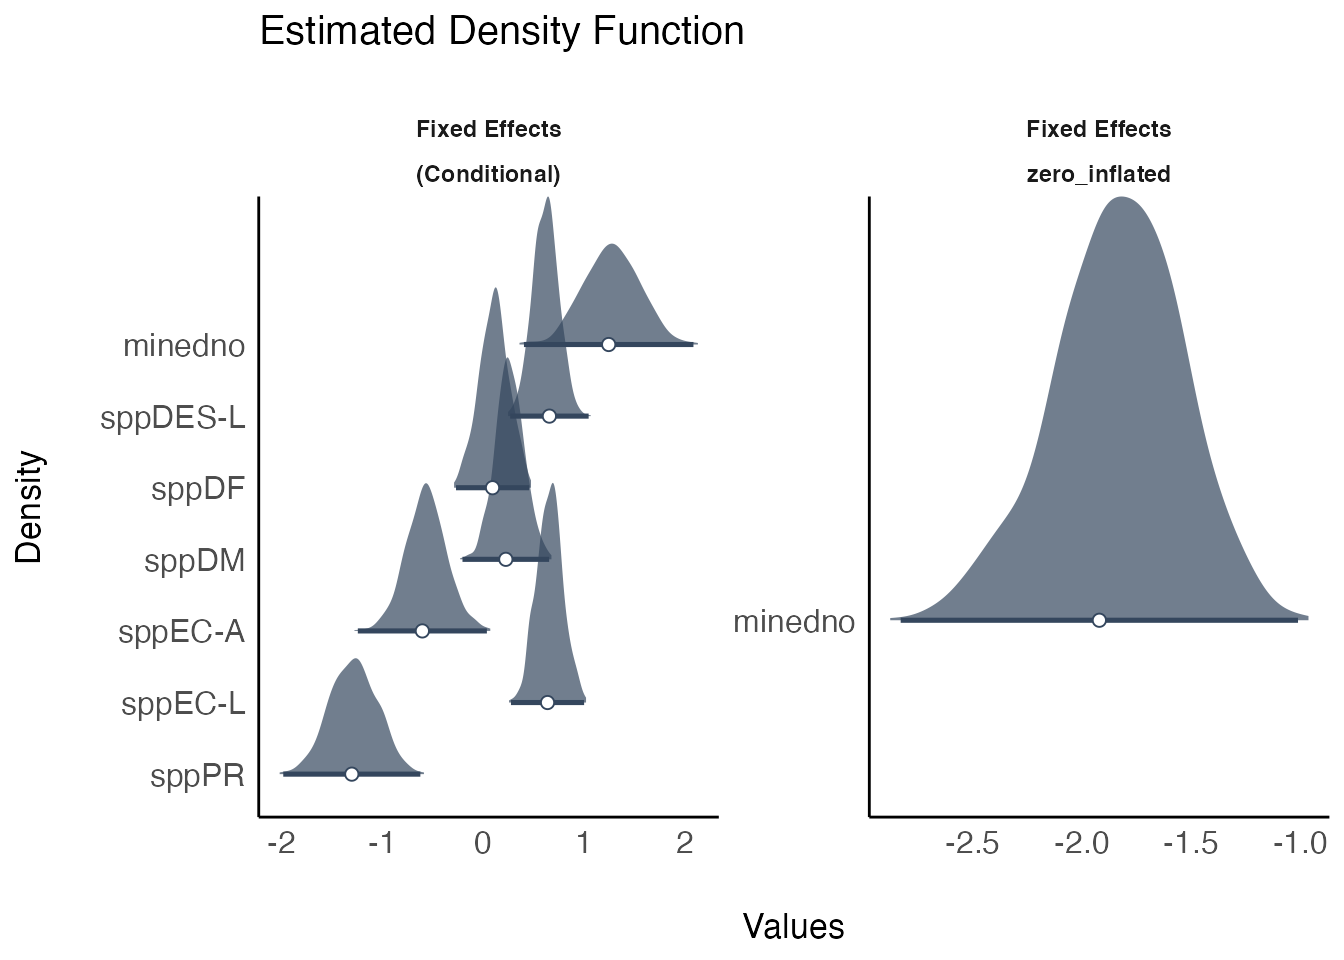 Estimated Density Function
Fixed Effects
(Conditional)
Fixed Effects
zero_inflated
Density
minedno
sppDES-L
sppDF
sppDM
sppEC-A
sppEC-L
sppPR
minedno
-2 -1 0 1 2
-2.5 -2.0 -1.5 -1.0
Values